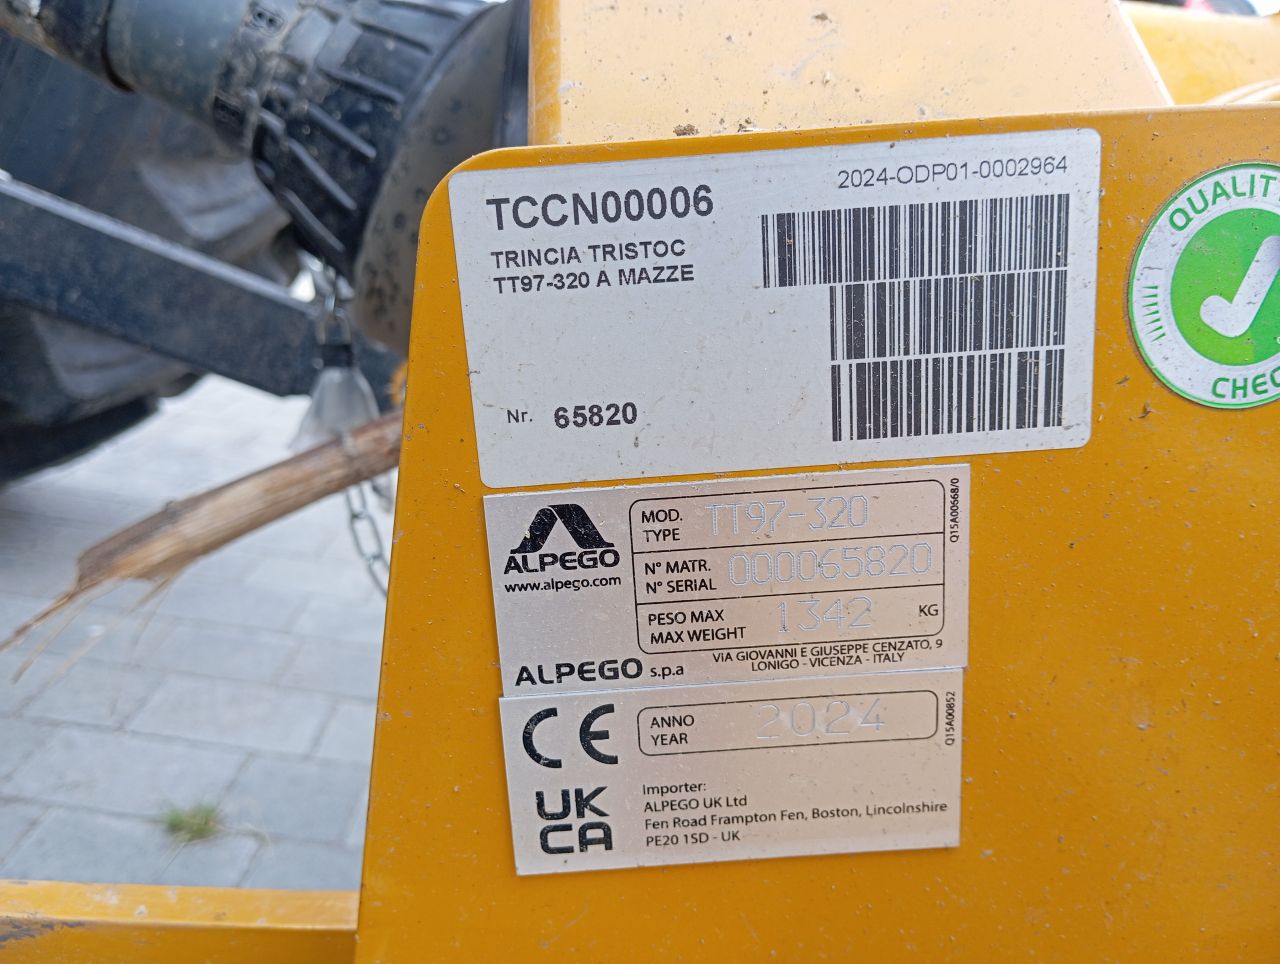 TCCN00006
2024-ODP01-0002964
TRINCIA TRISTOC
TT97-320 A MAZZE
Nr. 65820
QUALIT
CHEC
ALPEGO
www.alpego.com
MOD.
TYPE
TT97-320
N° MATR.
N° SERIAL
000065820
PESO MAX
MAX WEIGHT
1342
KG
Q15A00668/0
ALPEGO s.p.a
VIA GIOVANNI E GIUSEPPE CENZATO, 9
LONIGO - VICENZA - ITALY
CE
ANNO
YEAR
2024
Q15A00852
UK
CA
Importer:
ALPEGO UK Ltd
Fen Road Frampton Fen, Boston, Lincolnshire
PE20 1SD - UK